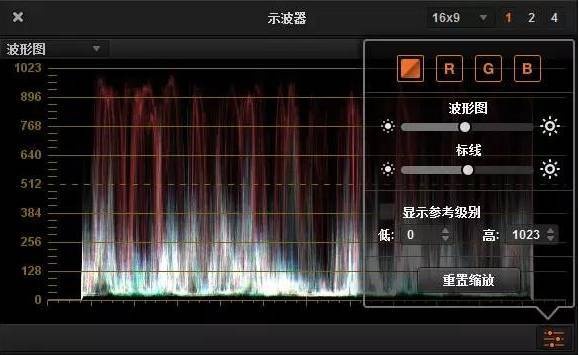 示波器
16x9 1 2 4
波形图
1023
896
768
640
512
384
256
128
0
R G B
波形图
标线
显示参考级别
低: 0 高: 1023
重置缩放